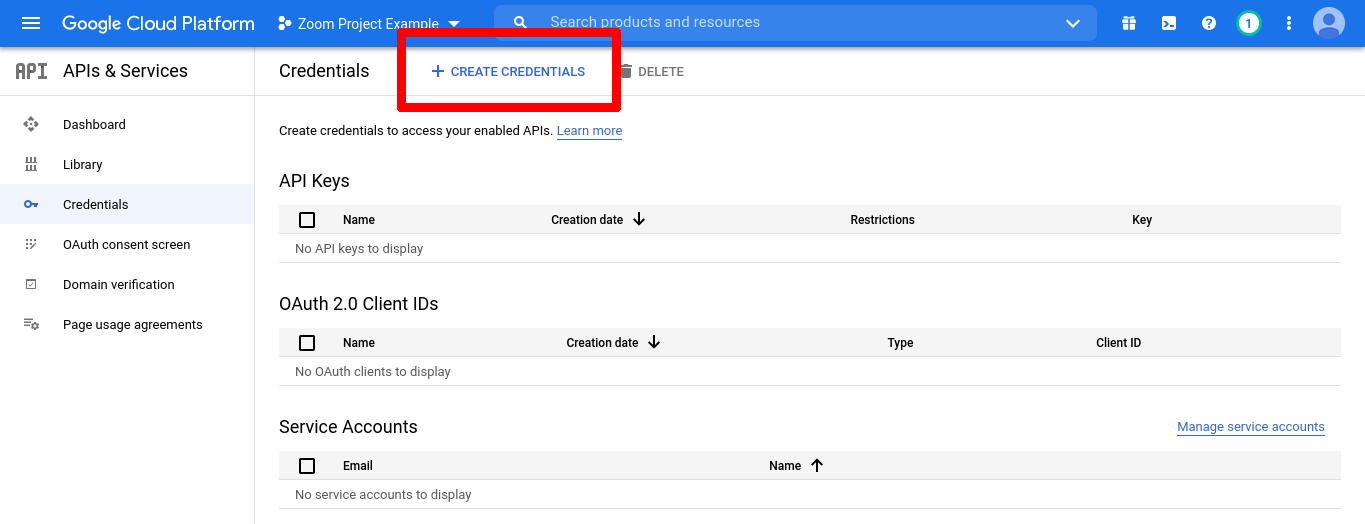 Google Cloud Platform
Zoom Project Example
Search products and resources
1
API
APIs & Services
Credentials
CREATE CREDENTIALS
DELETE
Dashboard
Library
Credentials
OAuth consent screen
Domain verification
Page usage agreements
Create credentials to access your enabled APIs. Learn more
API Keys
Name Creation date Restrictions Key
No API keys to display
OAuth 2.0 Client IDs
Name Creation date Type Client ID
No OAuth clients to display
Service Accounts
Manage service accounts
Email Name
No service accounts to display